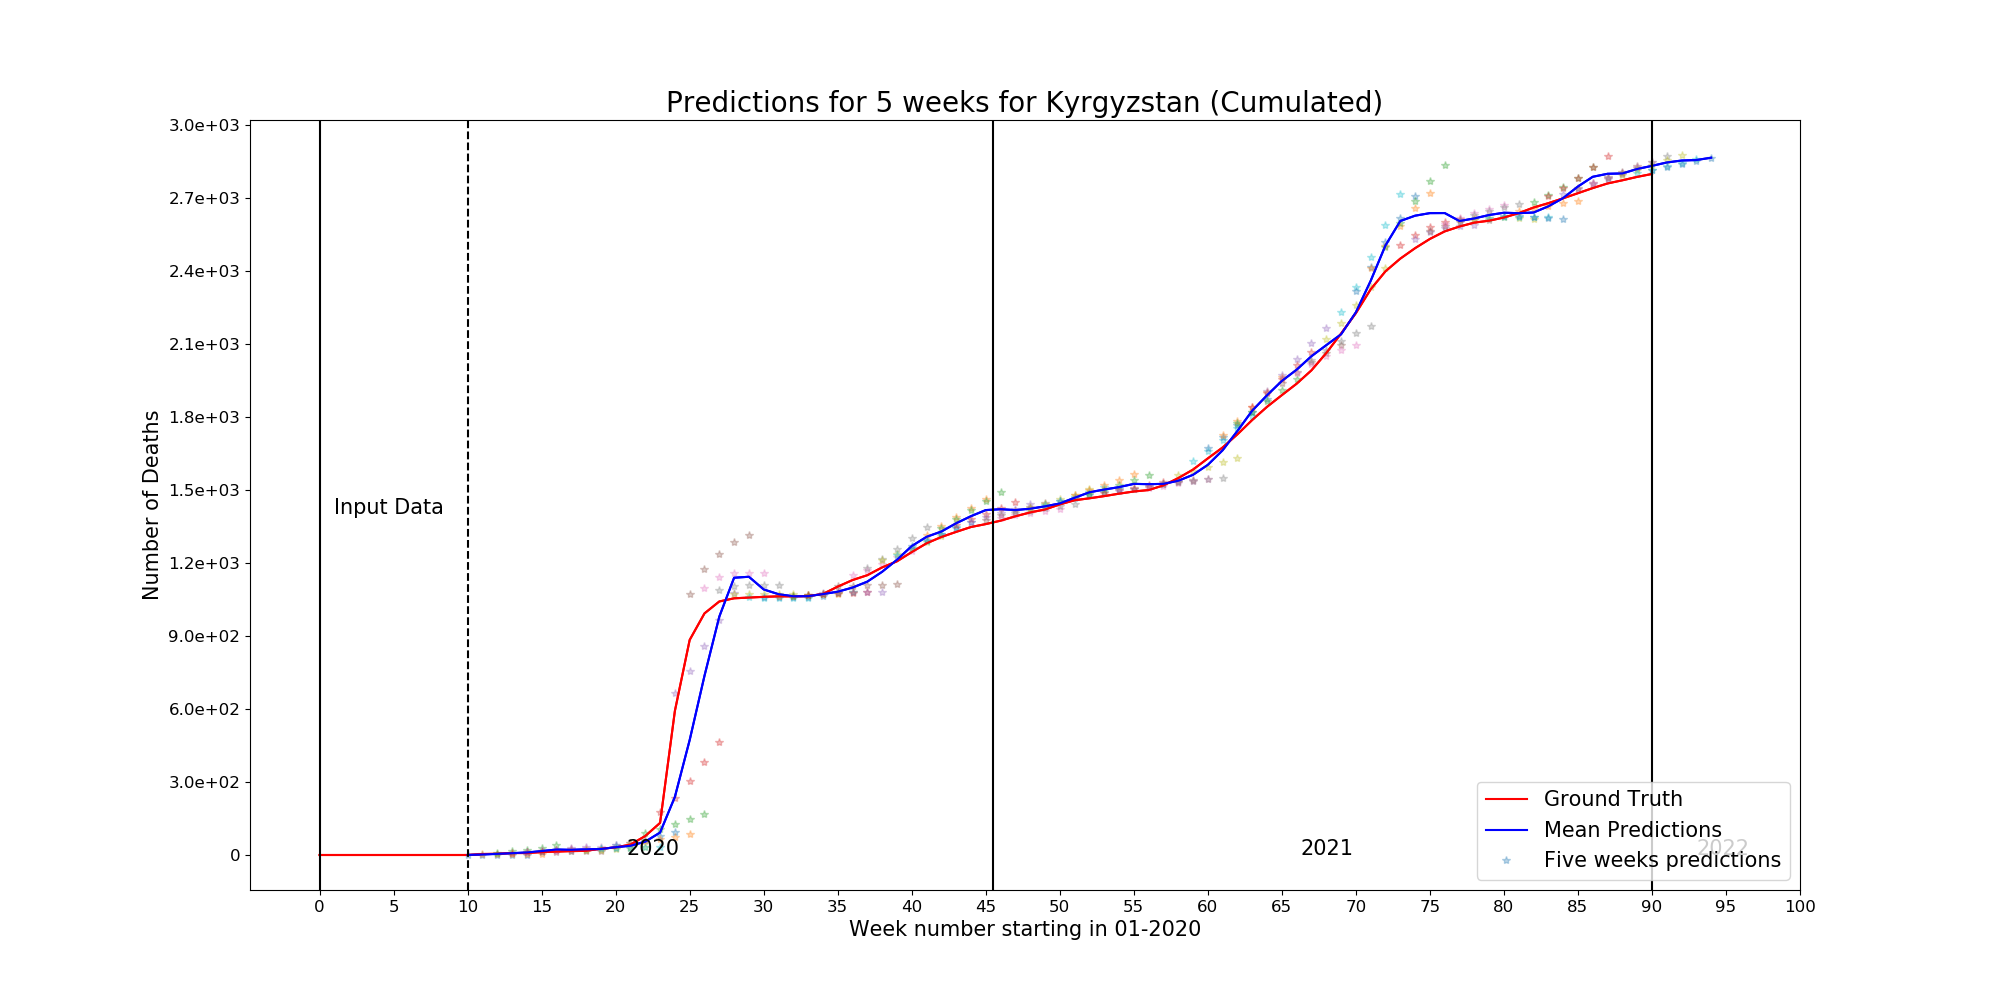 Predictions for 5 weeks for Kyrgyzstan (Cumulated)
3.0e+03
2.7e+03
2.4e+03
2.1e+03
1.8e+03
1.5e+03
1.2e+03
9.0e+02
6.0e+02
3.0e+02
0
Number of Deaths
Input Data
2020
2021
2022
Ground Truth
Mean Predictions
Five weeks predictions
0 5 10 15 20 25 30 35 40 45 50 55 60 65 70 75 80 85 90 95 100
Week number starting in 01-2020